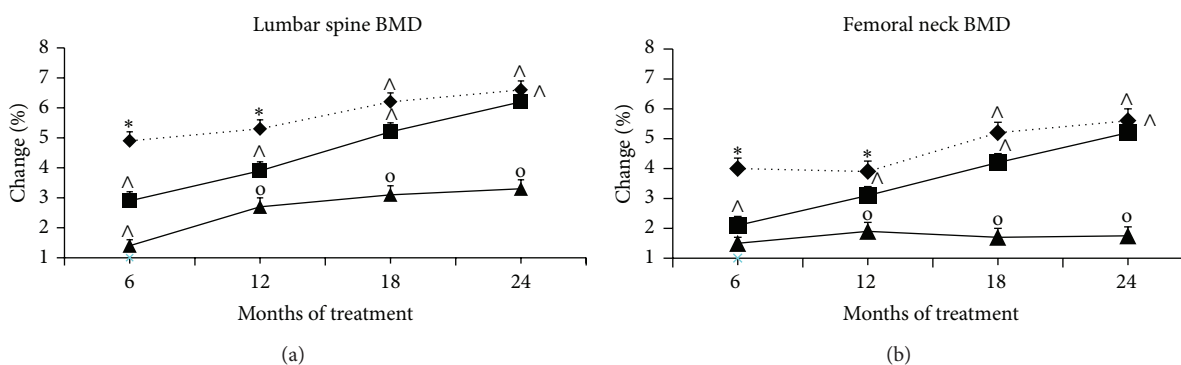 Lumbar spine BMD
8
7
6
5
4
3
2
1
Change (%)
* * ^ ^ ^
^ ^ ^
^ o o o
6 12 18 24
Months of treatment
(a)
Femoral neck BMD
8
7
6
5
4
3
2
1
Change (%)
* * ^ ^ ^
^ ^ ^
o o o
6 12 18 24
Months of treatment
(b)